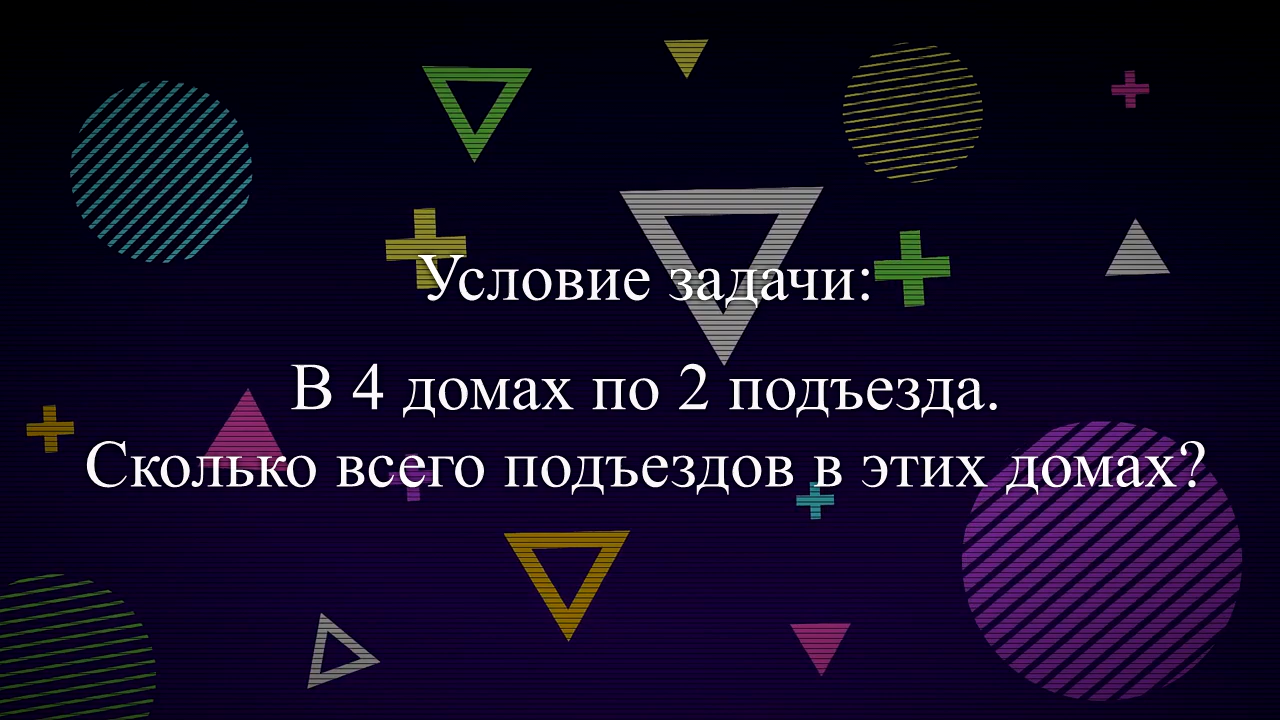 Условие задачи:
В 4 домах по 2 подъезда.
Сколько всего подъездов в этих домах?